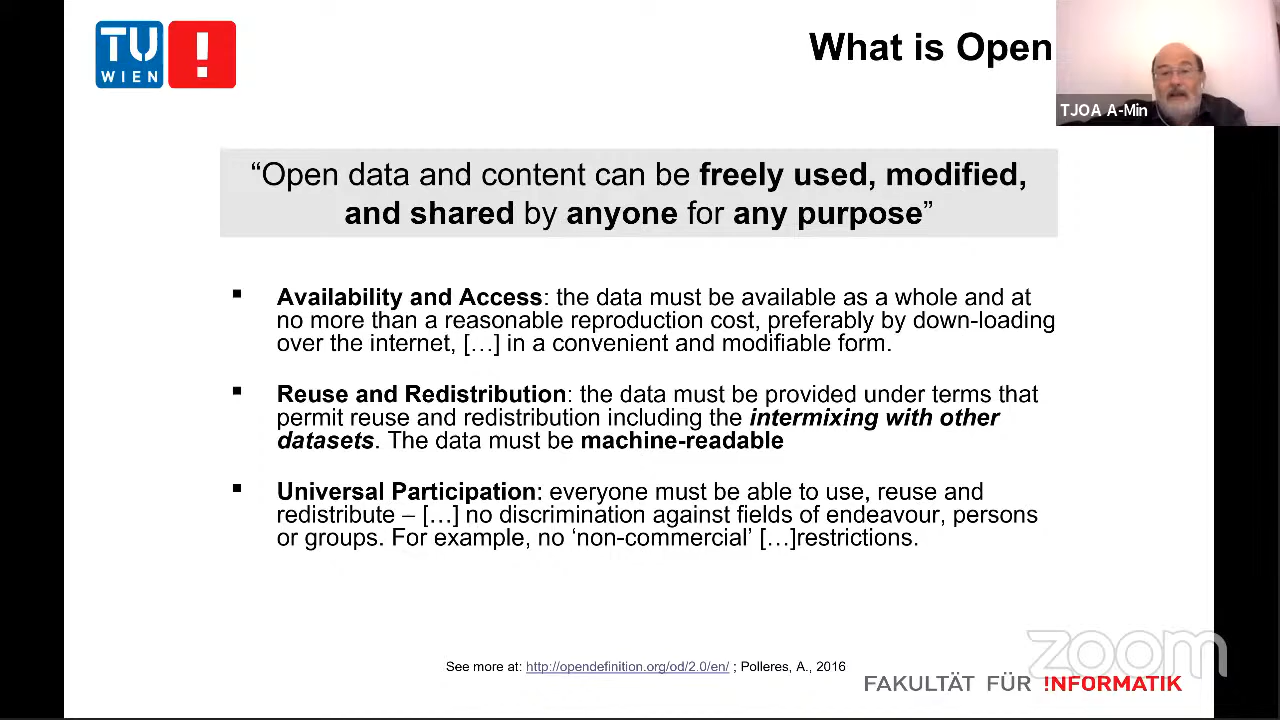 TU
WIEN
!
What is Open
TJOA A-Min
“Open data and content can be freely used, modified,
and shared by anyone for any purpose”
▪ Availability and Access: the data must be available as a whole and at
no more than a reasonable reproduction cost, preferably by down-loading
over the internet, […] in a convenient and modifiable form.
▪ Reuse and Redistribution: the data must be provided under terms that
permit reuse and redistribution including the intermixing with other
datasets. The data must be machine-readable
▪ Universal Participation: everyone must be able to use, reuse and
redistribute – […] no discrimination against fields of endeavour, persons
or groups. For example, no ‘non-commercial’ […]restrictions.
See more at: http://opendefinition.org/od/2.0/en/ ; Polleres, A., 2016
zoom
FAKULTÄT FÜR !NFORMATIK